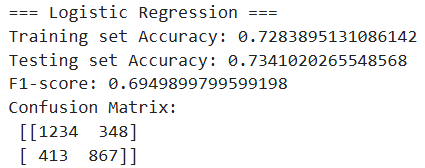 === Logistic Regression ===
Training set Accuracy: 0.7283895131086142
Testing set Accuracy: 0.7341020265548568
F1-score: 0.6949899799599198
Confusion Matrix:
[[1234  348]
[ 413  867]]